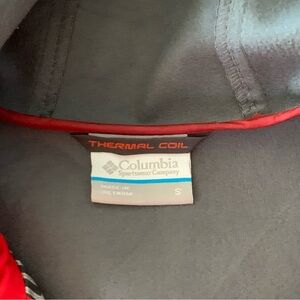 THERMAL COIL
Columbia
Sportswear Company
S